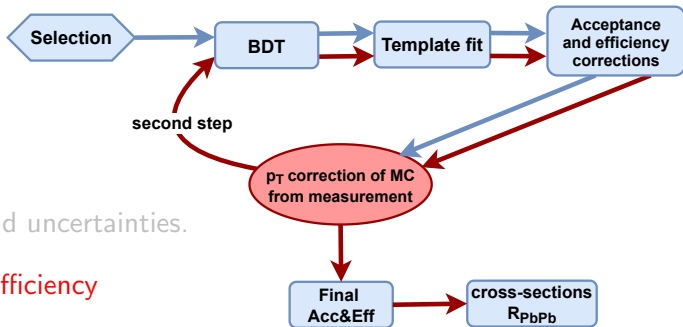 Selection
BDT
Template fit
Acceptance
and efficiency
corrections
second step
pT correction of MC
from measurement
d uncertainties.
fficiency
Final
Acc&Eff
cross-sections
RPbPb